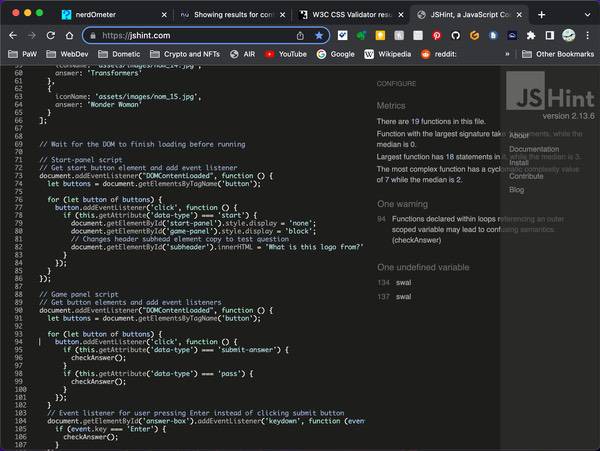 nerdOmeter
Showing results for con
W3C CSS Validator resu
JSHint, a JavaScript Co
https://jshint.com
PaW
WebDev
Dometic
Crypto and NFTs
AIR
YouTube
Google
Wikipedia
reddit:
»
Other Bookmarks
59 iconName: 'assets/images/nom_14.jpg',
60 answer: 'Transformers'
61 },
62 {
63 iconName: 'assets/images/nom_15.jpg',
64 answer: 'Wonder Woman'
65 }
66 ];
67
68
69 // Wait for the DOM to finish loading before running
70
71 // Start-panel script
72 // Get start button element and add event listener
73 document.addEventListener("DOMContentLoaded", function () {
74 let buttons = document.getElementsByTagName('button');
75
76 for (let button of buttons) {
77 button.addEventListener('click', function () {
78 if (this.getAttribute('data-type') === 'start') {
79 document.getElementById('start-panel').style.display = 'none';
80 document.getElementById('game-panel').style.display = 'block';
81 // Changes header subhead element copy to test question
82 document.getElementById('subheader').innerHTML = 'What is this logo from?'
83 }
84 });
85 }
86 });
87
88 // Game panel script
89 // Get button elements and add event listeners
90 document.addEventListener("DOMContentLoaded", function () {
91 let buttons = document.getElementsByTagName('button');
92
93 for (let button of buttons) {
94 button.addEventListener('click', function () {
95 if (this.getAttribute('data-type') === 'submit-answer') {
96 checkAnswer();
97 }
98 if (this.getAttribute('data-type') === 'pass') {
99 checkAnswer();
100 }
101 });
102 }
103 // Event listener for user pressing Enter instead of clicking submit button
104 document.getElementById('answer-box').addEventListener('keydown', function (even
105 if (event.key === 'Enter') {
106 checkAnswer();
107 }
CONFIGURE
Metrics
There are 19 functions in this file.
Function with the largest signature take arguments, while the
median is 0.
Largest function has 18 statements in it, while the median is 3.
The most complex function has a cyclomatic complexity value
of 7 while the median is 2.
One warning
94 Functions declared within loops referencing an outer
scoped variable may lead to confusing semantics.
(checkAnswer)
One undefined variable
134 swal
137 swal
JSHint
version 2.13.6
About
Documentation
Install
Contribute
Blog